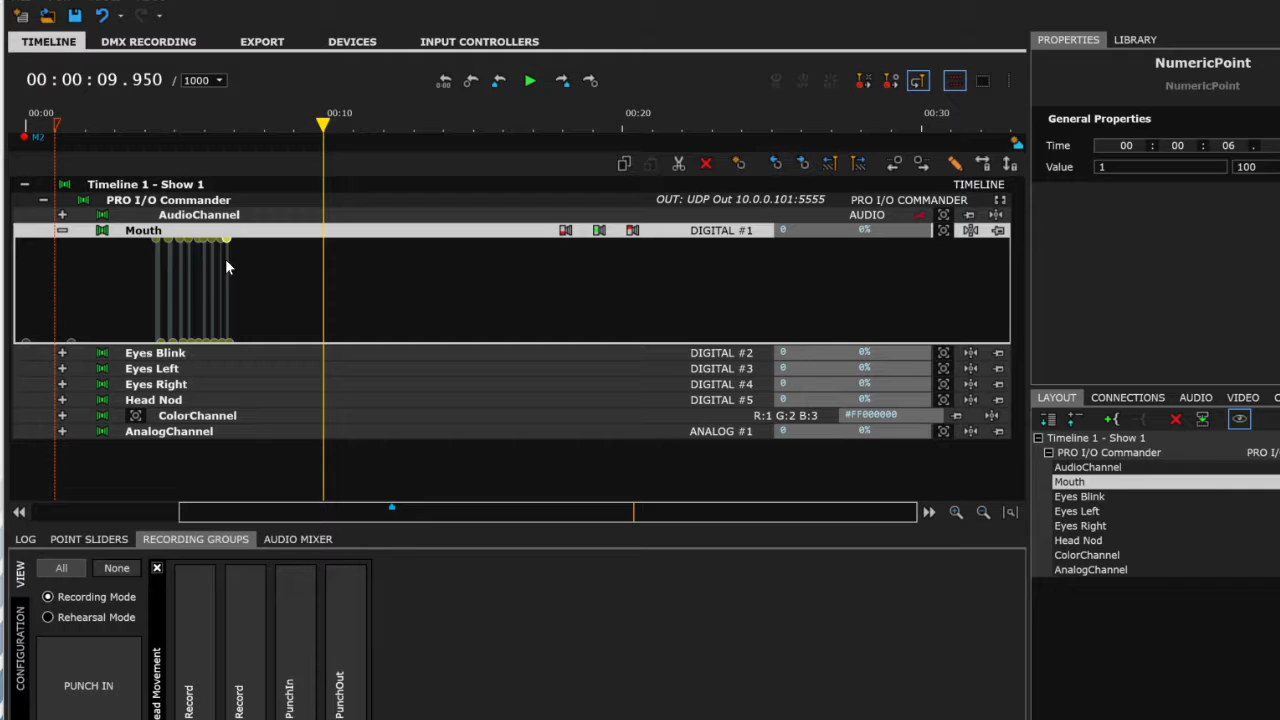 TIMELINE DMX RECORDING EXPORT DEVICES INPUT CONTROLLERS
PROPERTIES LIBRARY
NumericPoint
NumericPoint
00:00:09.950 / 1000
General Properties
00:00 00:10 00:20 00:30
Time 00 : 00 : 06 .
M2
Value 1 100
Timeline 1 - Show 1 TIMELINE
PRO I/O Commander OUT: UDP Out 10.0.0.101:5555 PRO I/O COMMANDER
AudioChannel AUDIO
Mouth DIGITAL #1 0 0%
Eyes Blink DIGITAL #2 0 0%
Eyes Left DIGITAL #3 0 0%
Eyes Right DIGITAL #4 0 0%
Head Nod DIGITAL #5 0 0%
ColorChannel R:1 G:2 B:3 #FF000000
AnalogChannel ANALOG #1 0 0%
LAYOUT CONNECTIONS AUDIO VIDEO
Timeline 1 - Show 1
PRO I/O Commander PRO I/
AudioChannel
Mouth
Eyes Blink
Eyes Left
Eyes Right
Head Nod
ColorChannel
AnalogChannel
LOG POINT SLIDERS RECORDING GROUPS AUDIO MIXER
VIEW
CONFIGURATION
All None
Recording Mode
Rehearsal Mode
PUNCH IN
ead Movement
Record
Record
PunchIn
PunchOut